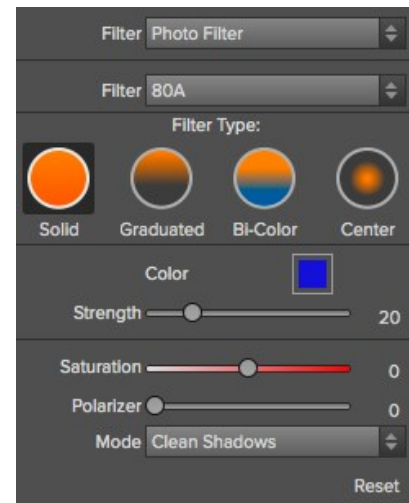 Filter Photo Filter
Filter 80A
Filter Type:
Solid Graduated Bi-Color Center
Color
Strength 20
Saturation 0
Polarizer 0
Mode Clean Shadows
Reset